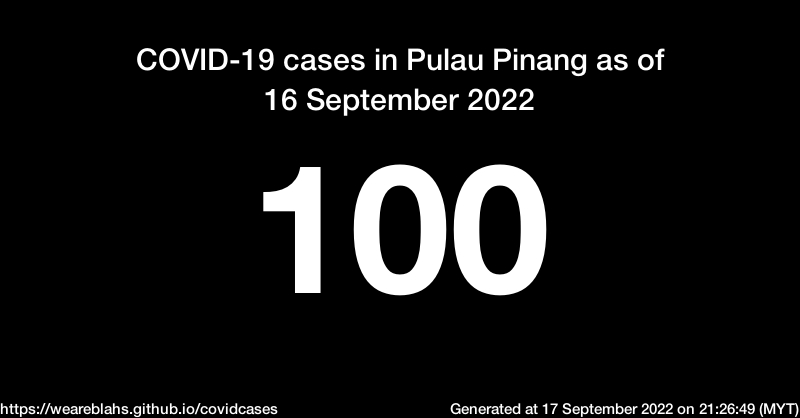 COVID-19 cases in Pulau Pinang as of
16 September 2022
100
https://weareblahs.github.io/covidcases
Generated at 17 September 2022 on 21:26:49 (MYT)